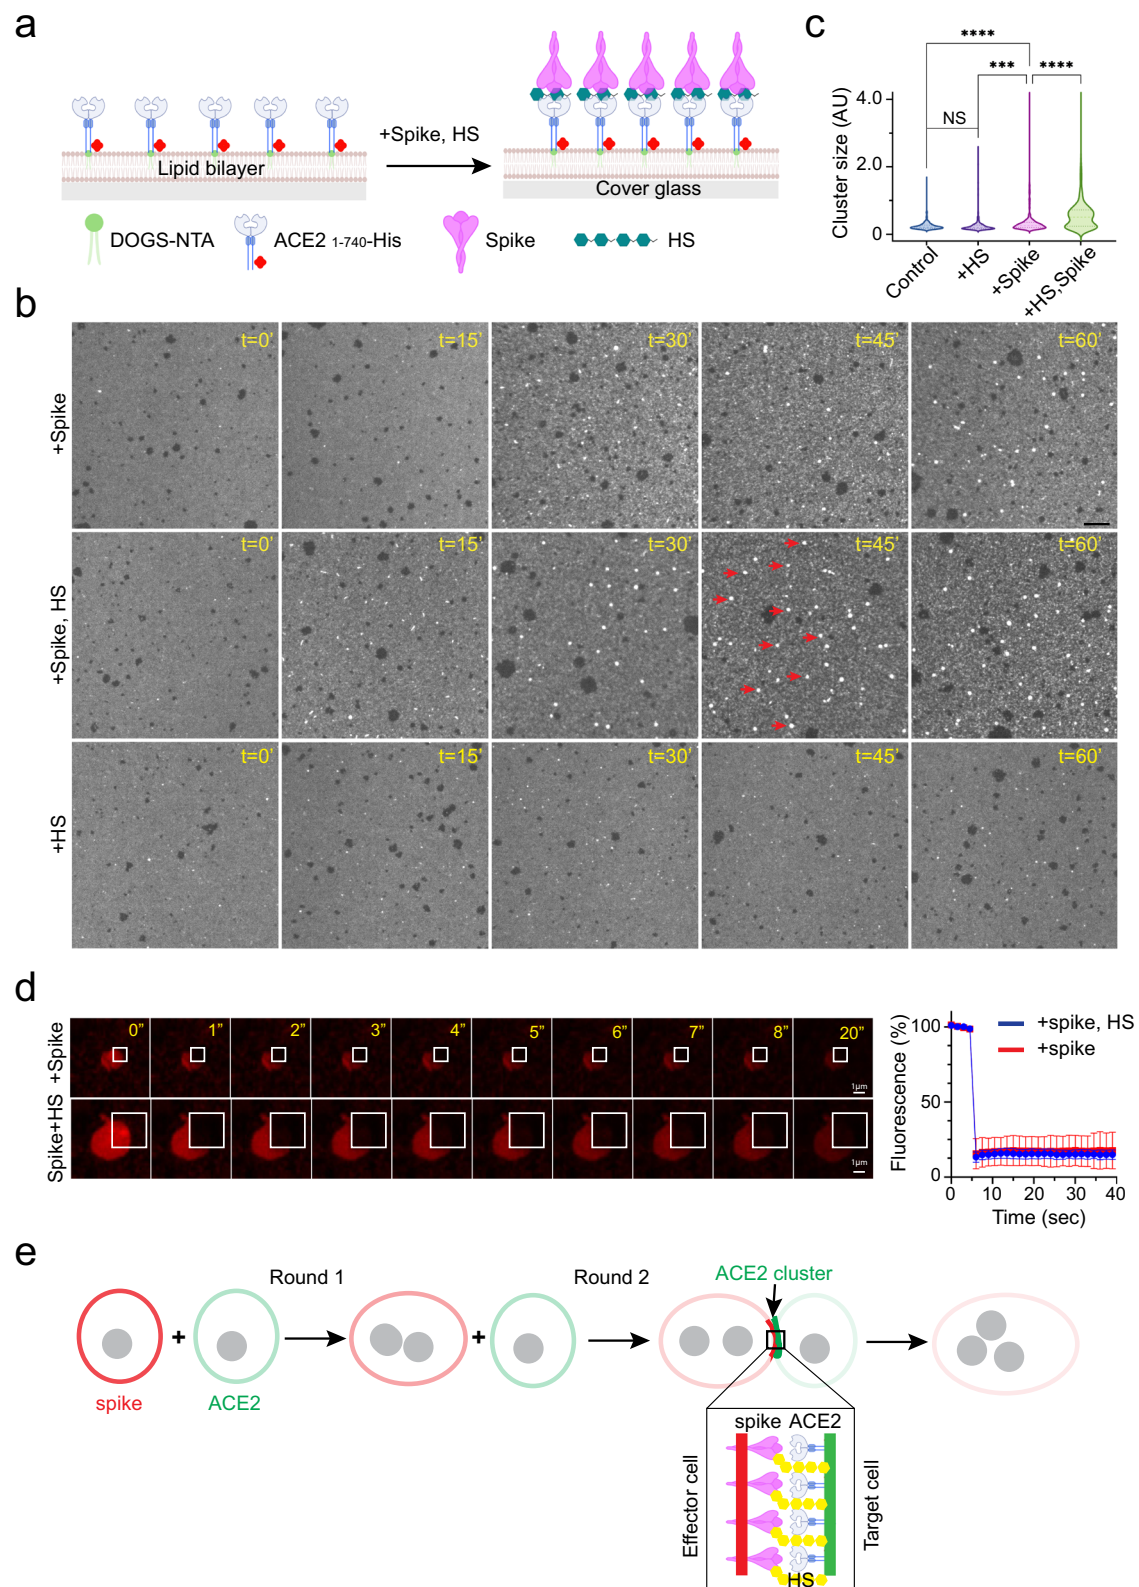 a
+Spike, HS
Lipid bilayer
Cover glass
DOGS-NTA
ACE2 1-740-His
Spike
HS
c
****
*** ****
NS
Cluster size (AU)
4.0
2.0
0
Control
+HS
+Spike
+HS,Spike
b
+Spike
t=0’ t=15’ t=30’ t=45’ t=60’
+Spike, HS
t=0’ t=15’ t=30’ t=45’ t=60’
+HS
t=0’ t=15’ t=30’ t=45’ t=60’
d
+Spike
0” 1” 2” 3” 4” 5” 6” 7” 8” 20”
1µm
Spike+HS
1µm
Fluorescence (%)
100
50
0
+spike, HS
+spike
0 10 20 30 40
Time (sec)
e
Round 1
Round 2
ACE2 cluster
+
+
spike
ACE2
spike ACE2
Effector cell
Target cell
HS